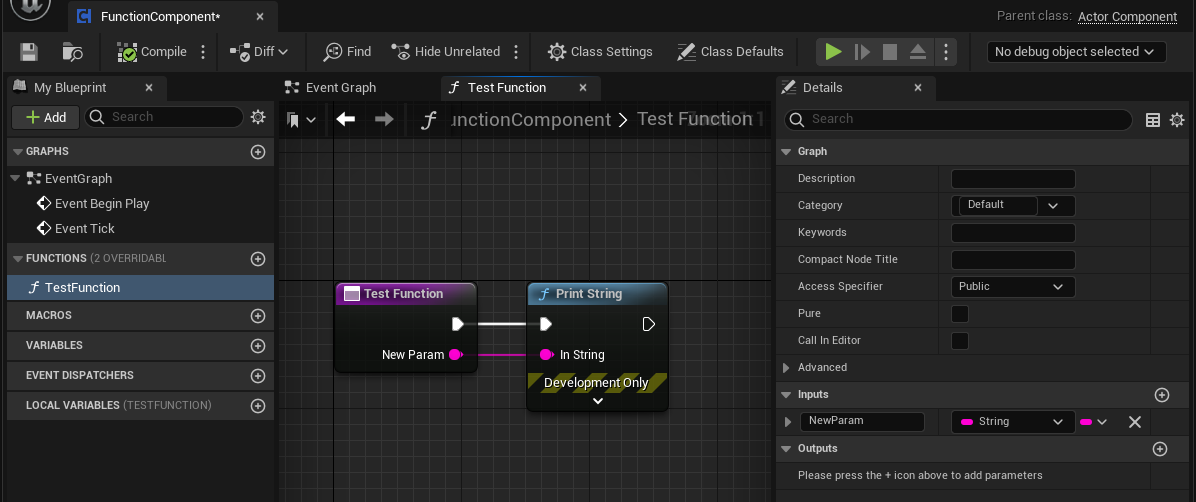 FunctionComponent*
Parent class: Actor Component
Compile
Diff
Find
Hide Unrelated
Class Settings
Class Defaults
No debug object selected
My Blueprint
Event Graph
Test Function
Details
Add
Search
unctionComponent > Test Function
Search
GRAPHS
EventGraph
Event Begin Play
Event Tick
FUNCTIONS (2 OVERRIDABL
TestFunction
MACROS
VARIABLES
EVENT DISPATCHERS
LOCAL VARIABLES (TESTFUNCTION)
Test Function
New Param
Print String
In String
Development Only
Graph
Description
Category Default
Keywords
Compact Node Title
Access Specifier Public
Pure
Call In Editor
Advanced
Inputs
NewParam String
Outputs
Please press the + icon above to add parameters